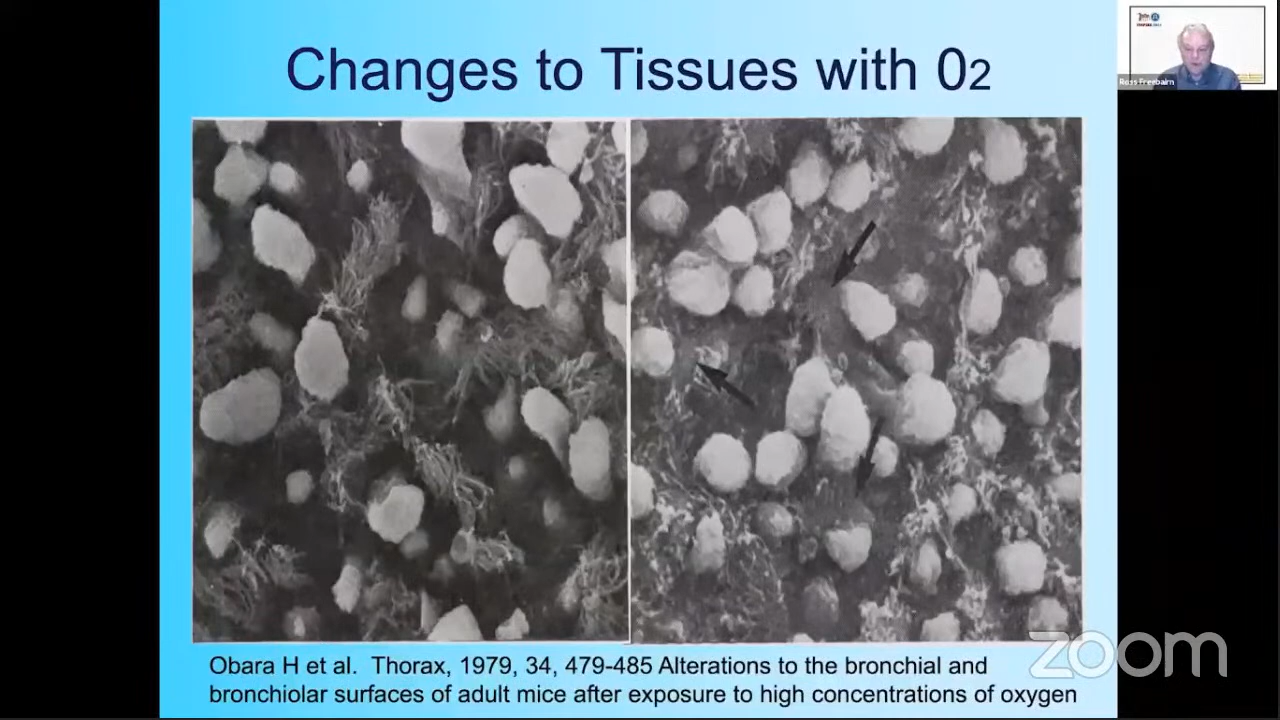 Changes to Tissues with 02
Ross Freebairn
Obara H et al. Thorax, 1979, 34, 479-485 Alterations to the bronchial and
bronchiolar surfaces of adult mice after exposure to high concentrations of oxygen
zoom